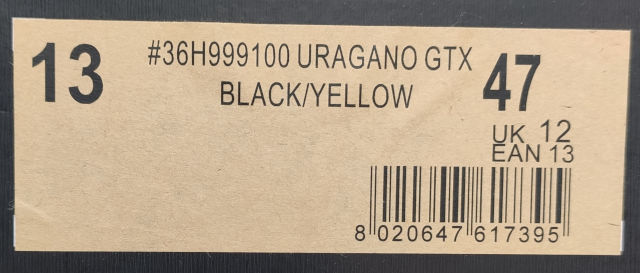 13
#36H999100 URAGANO GTX
BLACK/YELLOW
47
UK 12
EAN 13
8 020647 617395